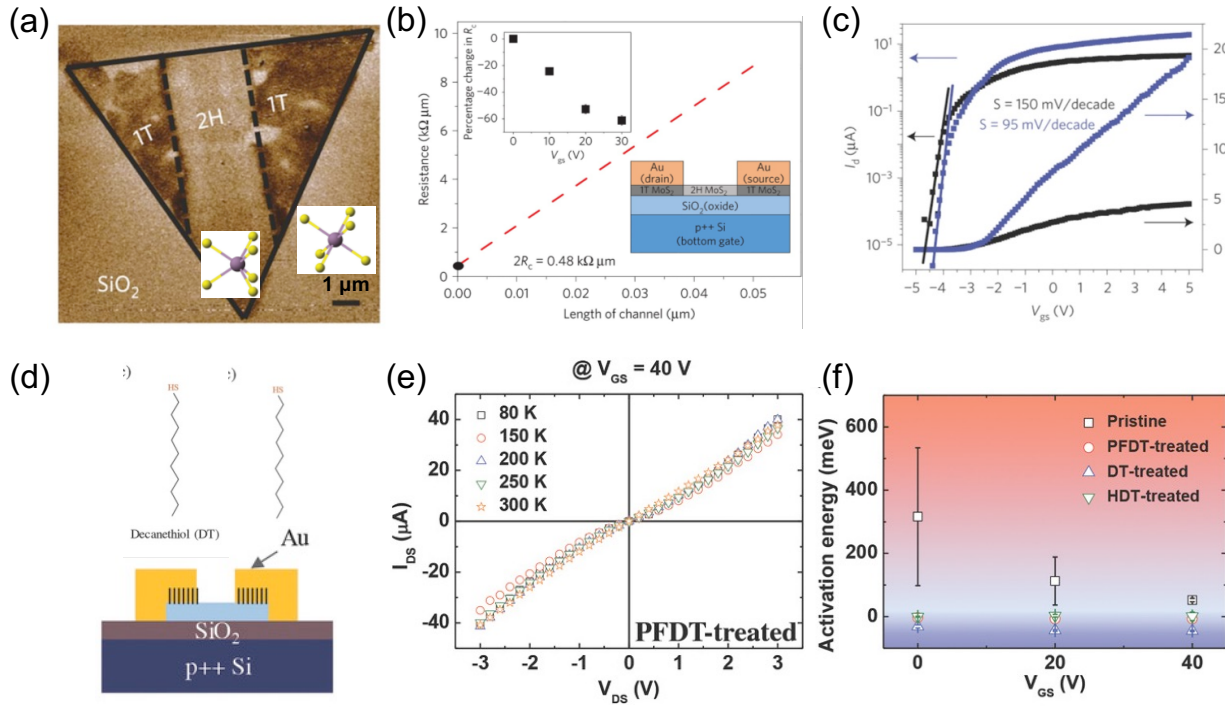 (a)
1T
2H
1T
SiO2
1 μm
(b)
Resistance (kΩ μm)
10
8
6
4
2
0
0.00
0.01
0.02
0.03
0.04
0.05
Length of channel (μm)
2Rc = 0.48 kΩ μm
Percentage change in Rc
0
−20
−40
−60
0
10
20
30
Vgs (V)
Au
(drain)
Au
(source)
1T MoS2
2H MoS2
1T MoS2
SiO2(oxide)
p++ Si
(bottom gate)
(c)
Id (μA)
10¹
10⁻¹
10⁻³
10⁻⁵
S = 150 mV/decade
S = 95 mV/decade
20
15
10
5
0
−5
−4
−3
−2
−1
0
1
2
3
4
5
Vgs (V)
(d)
:)
:)
HS
HS
Decanethiol (DT)
Au
SiO2
p++ Si
(e)
@ VGS = 40 V
80 K
150 K
200 K
250 K
300 K
IDS (μA)
40
20
0
-20
-40
-3
-2
-1
0
1
2
3
VDS (V)
PFDT-treated
(f)
Activation energy (meV)
600
400
200
0
Pristine
PFDT-treated
DT-treated
HDT-treated
0
20
40
VGS (V)